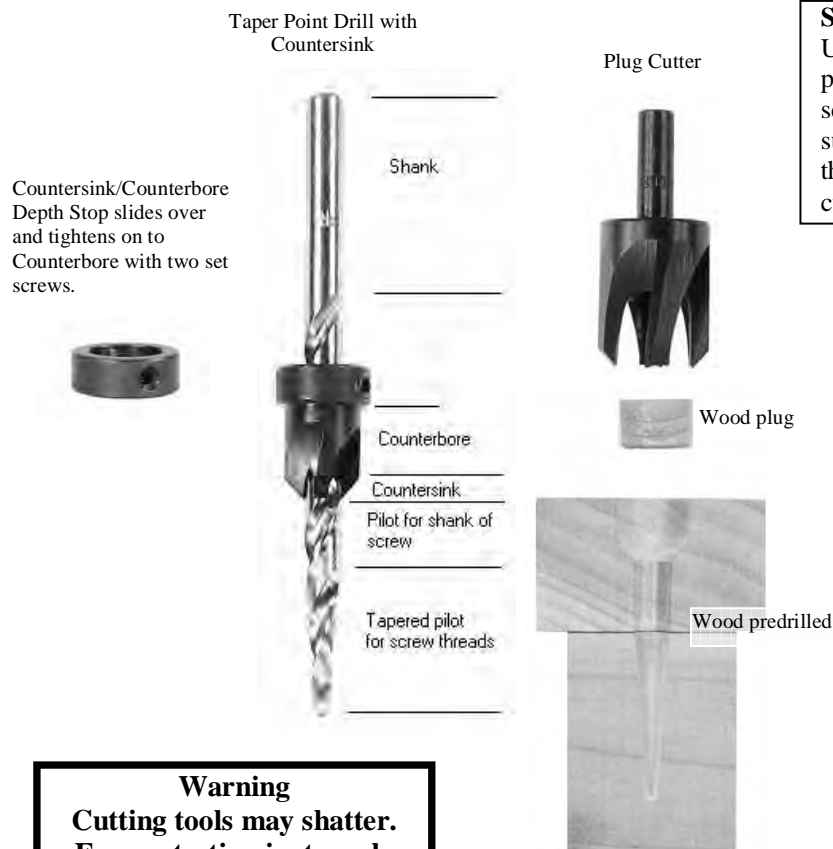 Taper Point Drill with
Countersink
Plug Cutter
Shank
Countersink/Counterbore
Depth Stop slides over
and tightens on to
Counterbore with two set
screws.
Counterbore
Wood plug
Countersink
Pilot for shank of
screw
Tapered pilot
for screw threads
Wood predrilled
Warning
Cutting tools may shatter.